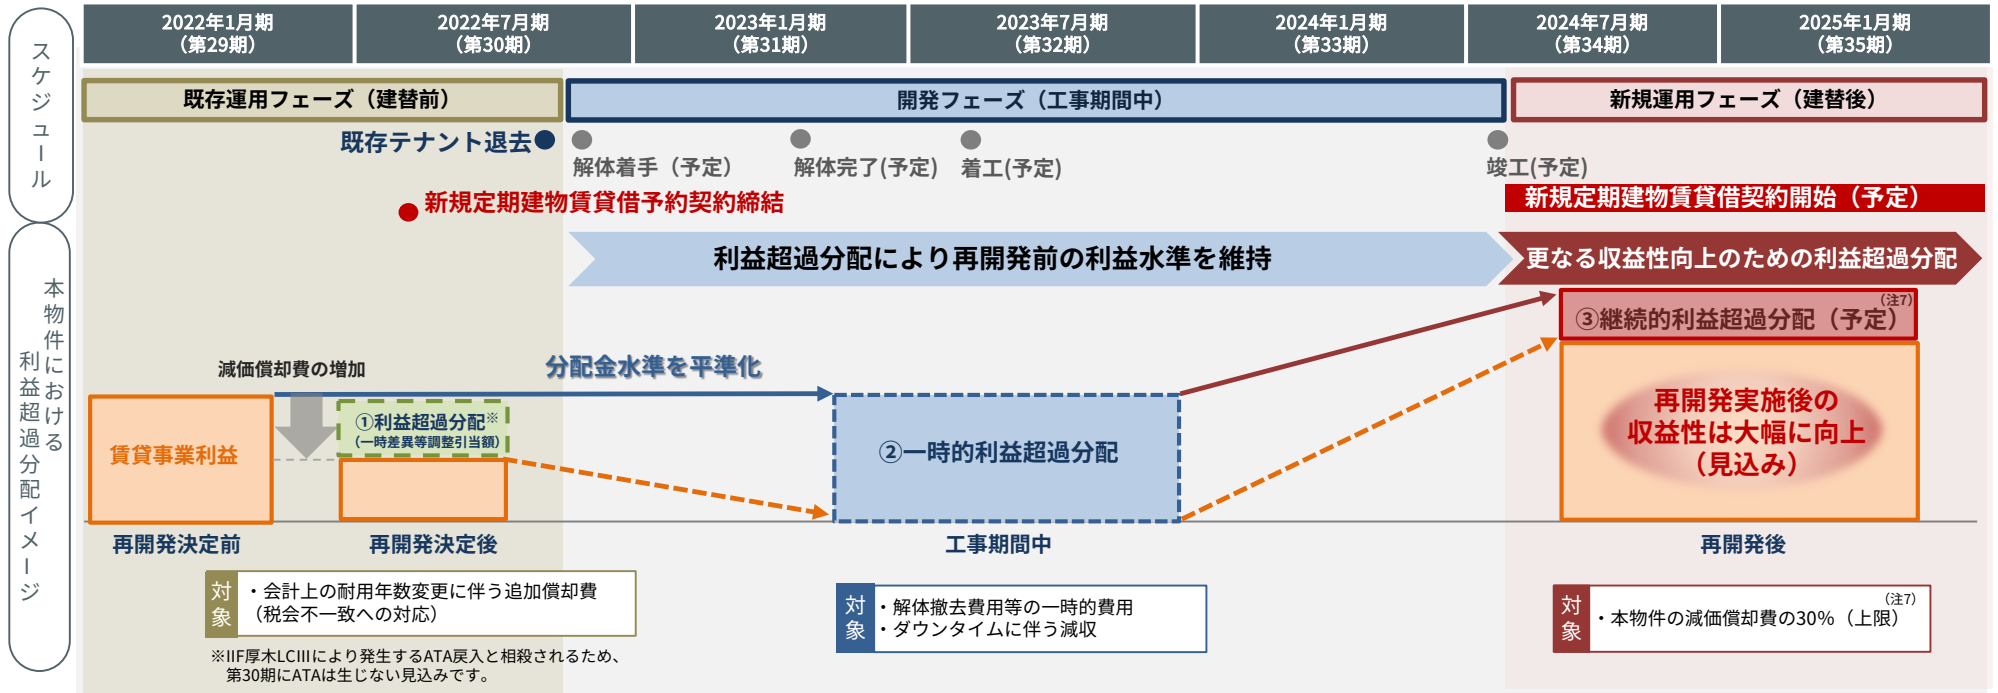 2022年1月期
（第29期）
2022年7月期
（第30期）
2023年1月期
（第31期）
2023年7月期
（第32期）
2024年1月期
（第33期）
2024年7月期
（第34期）
2025年1月期
（第35期）
スケジュール
既存運用フェーズ（建替前）
開発フェーズ（工事期間中）
新規運用フェーズ（建替後）
既存テナント退去
解体着手（予定）
解体完了(予定)
着工(予定)
竣工(予定)
新規定期建物賃貸借予約契約締結
新規定期建物賃貸借契約開始（予定）
利益超過分配により再開発前の利益水準を維持
更なる収益性向上のための利益超過分配
本物件における
利益超過分配イメージ
減価償却費の増加
分配金水準を平準化
賃貸事業利益
①利益超過分配※
（一時差異等調整引当額）
②一時的利益超過分配
（注7）
③継続的利益超過分配（予定）
再開発実施後の
収益性は大幅に向上
（見込み）
再開発決定前
再開発決定後
工事期間中
再開発後
対象
・会計上の耐用年数変更に伴う追加償却費
（税会不一致への対応）
※IIF厚木LCIIIにより発生するATA戻入と相殺されるため、
第30期にATAは生じない見込みです。
対象
・解体撤去費用等の一時的費用
・ダウンタイムに伴う減収
対象
（注7）
・本物件の減価償却費の30%（上限）